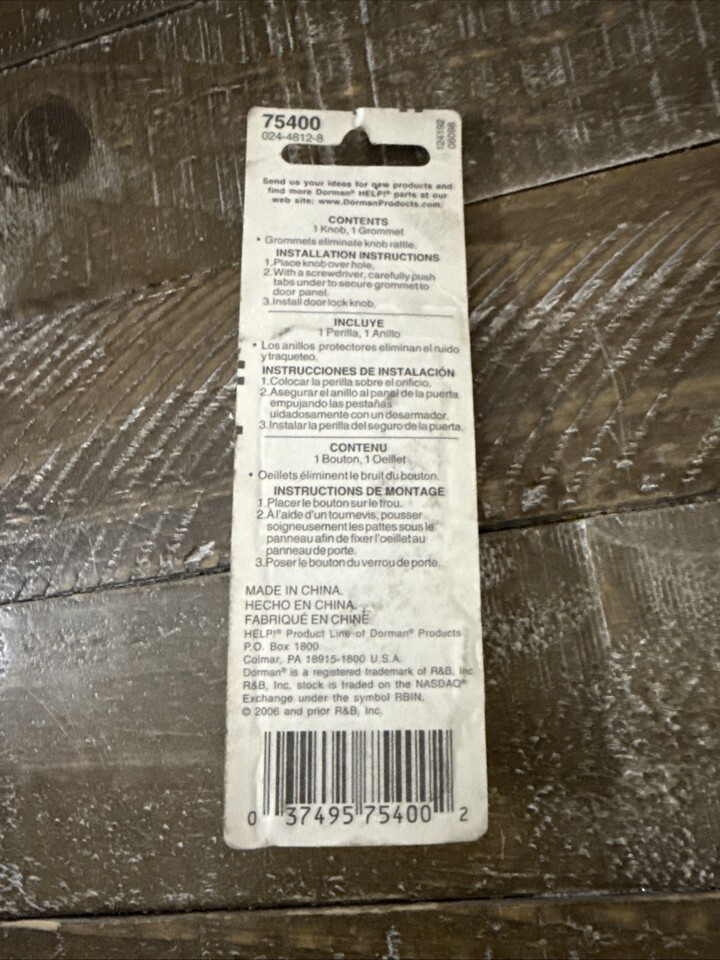 75400
024-4812-8
124192
08098
Send us your ideas for new products and
find more Dorman® HELP!® parts at our
web site: www.DormanProducts.com.
CONTENTS
1 Knob, 1 Grommet
• Grommets eliminate knob rattle.
INSTALLATION INSTRUCTIONS
1.Place knob over hole.
2.With a screwdriver, carefully push
tabs under to secure grommet to
door panel.
3.Install door lock knob.
INCLUYE
1 Perilla, 1 Anillo
• Los anillos protectores eliminan el ruido
y traqueteo.
INSTRUCCIONES DE INSTALACIÓN
1.Colocar la perilla sobre el orificio.
2.Asegurar el anillo al panel de la puerta
empujando las pestañas
uidadosamente con un desarmador.
3.Instalar la perilla del seguro de la puerta.
CONTENU
1 Bouton, 1 Oeillet
• Oeillets éliminent le bruit du bouton.
INSTRUCTIONS DE MONTAGE
1.Placer le bouton sur le trou.
2.À l'aide d'un tournevis, pousser
soigneusement les pattes sous le
panneau afin de fixer l'oeillet au
panneau de porte.
3.Poser le bouton du verrou de porte.
MADE IN CHINA.
HECHO EN CHINA.
FABRIQUÉ EN CHINE
HELP!® Product Line of Dorman® Products
P.O. Box 1800
Colmar, PA 18915-1800 U.S.A.
Dorman® is a registered trademark of R&B, Inc
R&B, Inc. stock is traded on the NASDAQ®
Exchange under the symbol RBIN.
© 2006 and prior R&B, Inc.
0 37495 75400 2